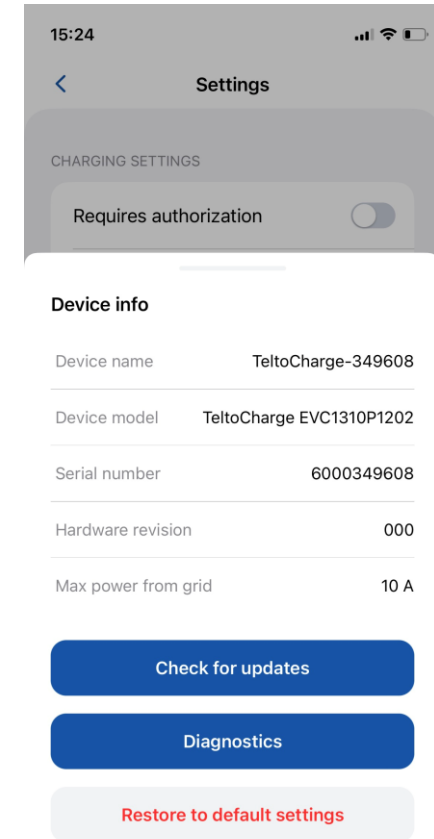 15:24
Settings
CHARGING SETTINGS
Requires authorization
Device info
Device name TeltoCharge-349608
Device model TeltoCharge EVC1310P1202
Serial number 6000349608
Hardware revision 000
Max power from grid 10 A
Check for updates
Diagnostics
Restore to default settings